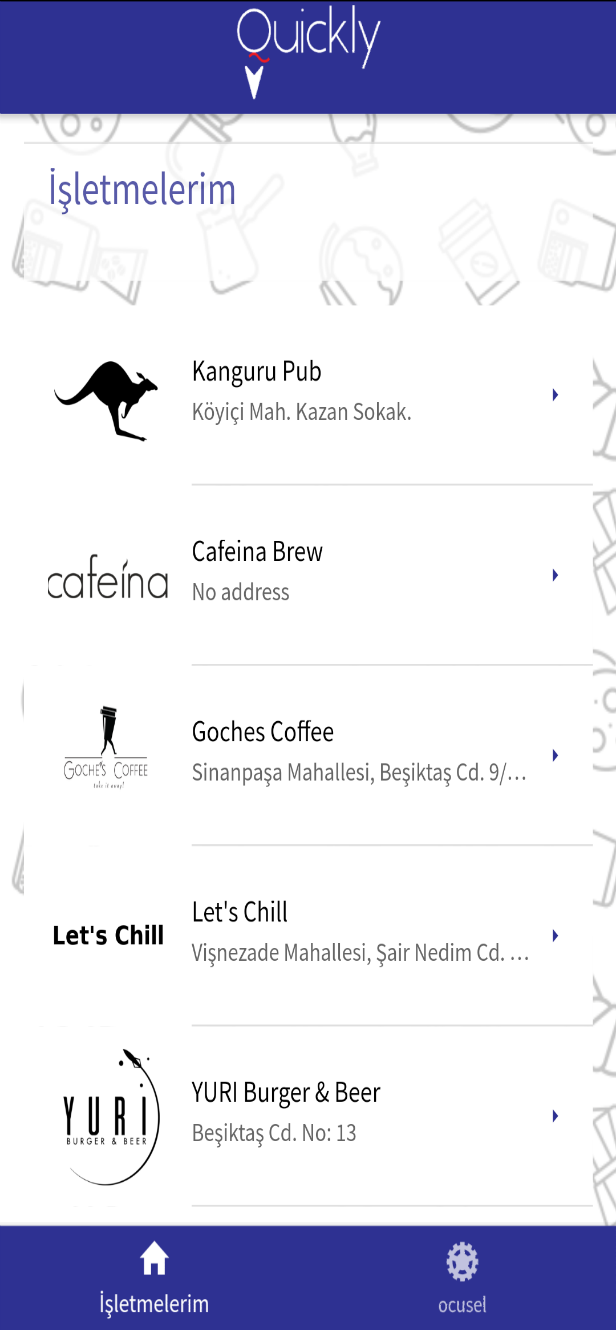 Quickly
İşletmelerim
Kanguru Pub
Köyiçi Mah. Kazan Sokak.
cafeína
Cafeina Brew
No address
GOCHE'S COFFEE
take it away!
Goches Coffee
Sinanpaşa Mahallesi, Beşiktaş Cd. 9/...
Let's Chill
Let's Chill
Vişnezade Mahallesi, Şair Nedim Cd. ...
YURI
BURGER & BEER
YURI Burger & Beer
Beşiktaş Cd. No: 13
İşletmelerim
ocusel